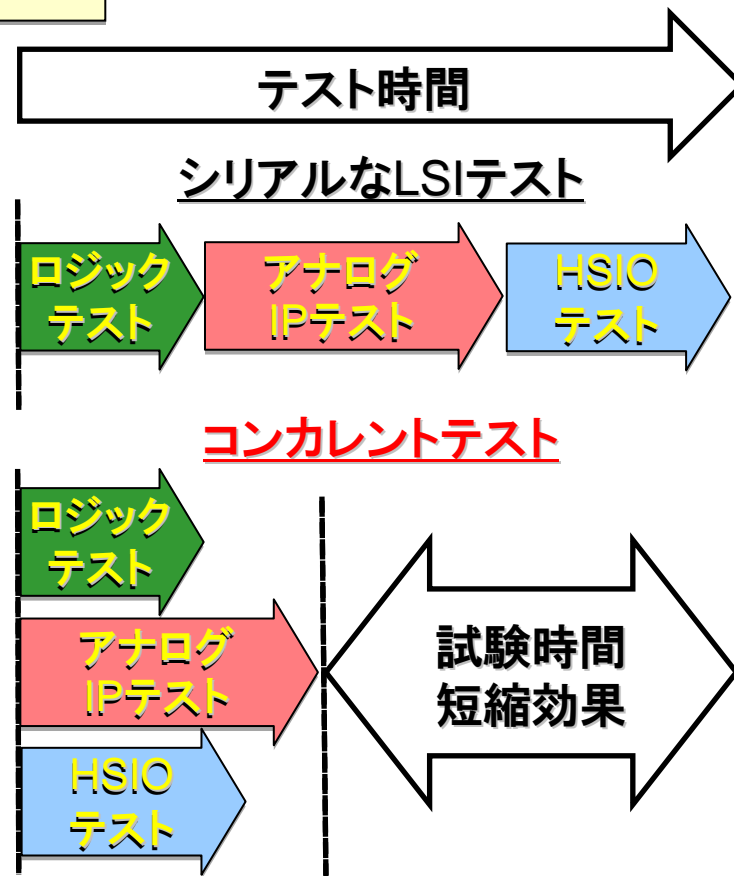 テスト時間
シリアルなLSIテスト
ロジック
テスト
アナログ
IPテスト
HSIO
テスト
コンカレントテスト
ロジック
テスト
アナログ
IPテスト
HSIO
テスト
試験時間
短縮効果